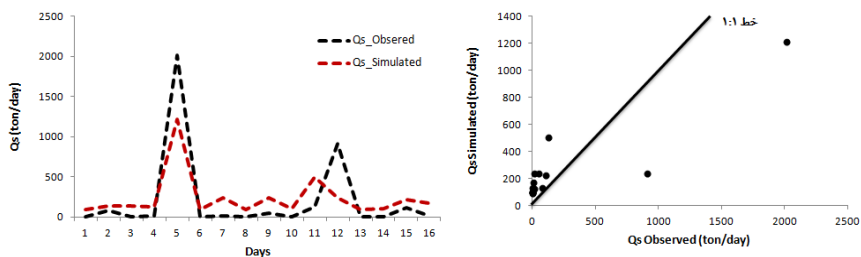 2500
2000
1500
1000
500
0
Qs (ton/day)
Qs_Obsered
Qs_Simulated
1 2 3 4 5 6 7 8 9 10 11 12 13 14 15 16
Days
1400
1200
1000
800
600
400
200
0
Qs Simulated (ton/day)
خط ۱:۱
0 500 1000 1500 2000 2500
Qs Observed (ton/day)